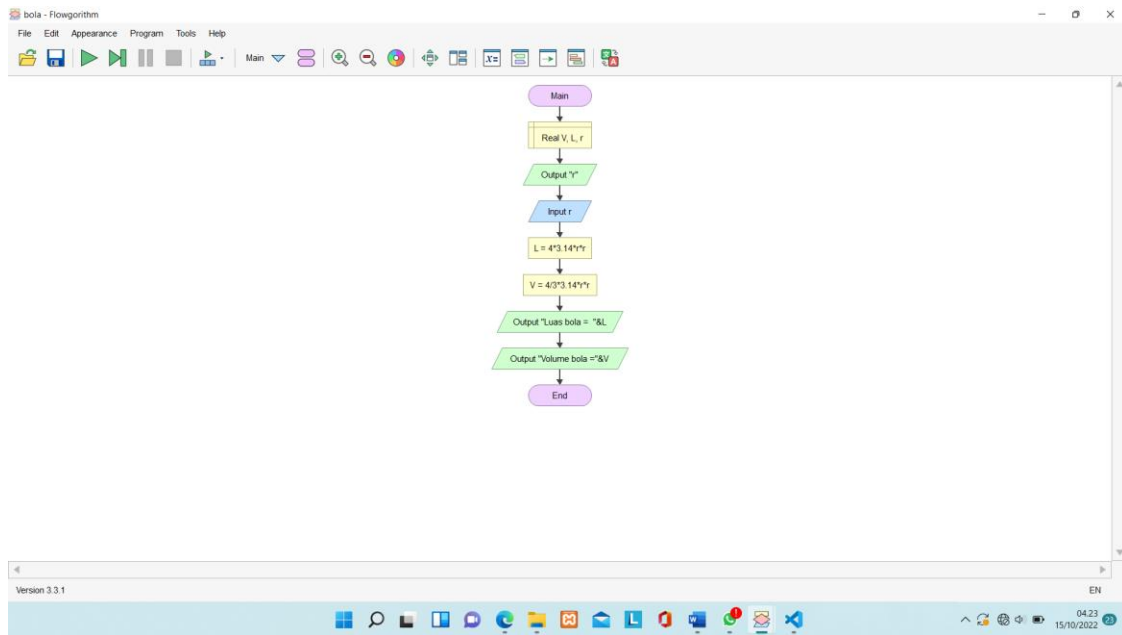 bola - Flowgorithm
File Edit Appearance Program Tools Help
Main
Main
Real V, L, r
Output "r"
Input r
L = 4*3.14*r*r
V = 4/3*3.14*r*r
Output "Luas bola =  "&L
Output "Volume bola ="&V
End
Version 3.3.1
EN
04.23
15/10/2022
23